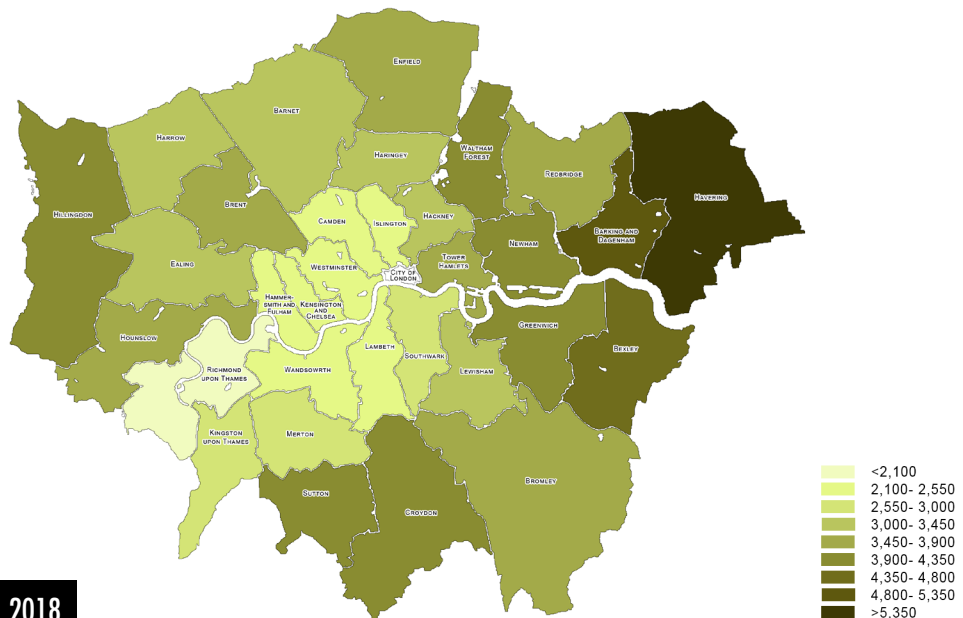 ENFIELD
BARNET
HARROW
HARINGEY
WALTHAM
FOREST
REDBRIDGE
HAVERING
HILLINGDON
BRENT
CAMDEN
ISLINGTON
HACKNEY
BARKING AND
DAGENHAM
NEWHAM
EALING
WESTMINSTER
TOWER
HAMLETS
CITY OF
LONDON
HAMMER-
SMITH AND
FULHAM
KENSINGTON
AND
CHELSEA
HOUNSLOW
GREENWICH
BEXLEY
LAMBETH
SOUTHWARK
RICHMOND
UPON THAMES
WANDSOWRTH
LEWISHAM
KINGSTON
UPON THAMES
MERTON
BROMLEY
SUTTON
CROYDON
<2,100
2,100- 2,550
2,550- 3,000
3,000- 3,450
3,450- 3,900
3,900- 4,350
4,350- 4,800
4,800- 5,350
>5,350
2018